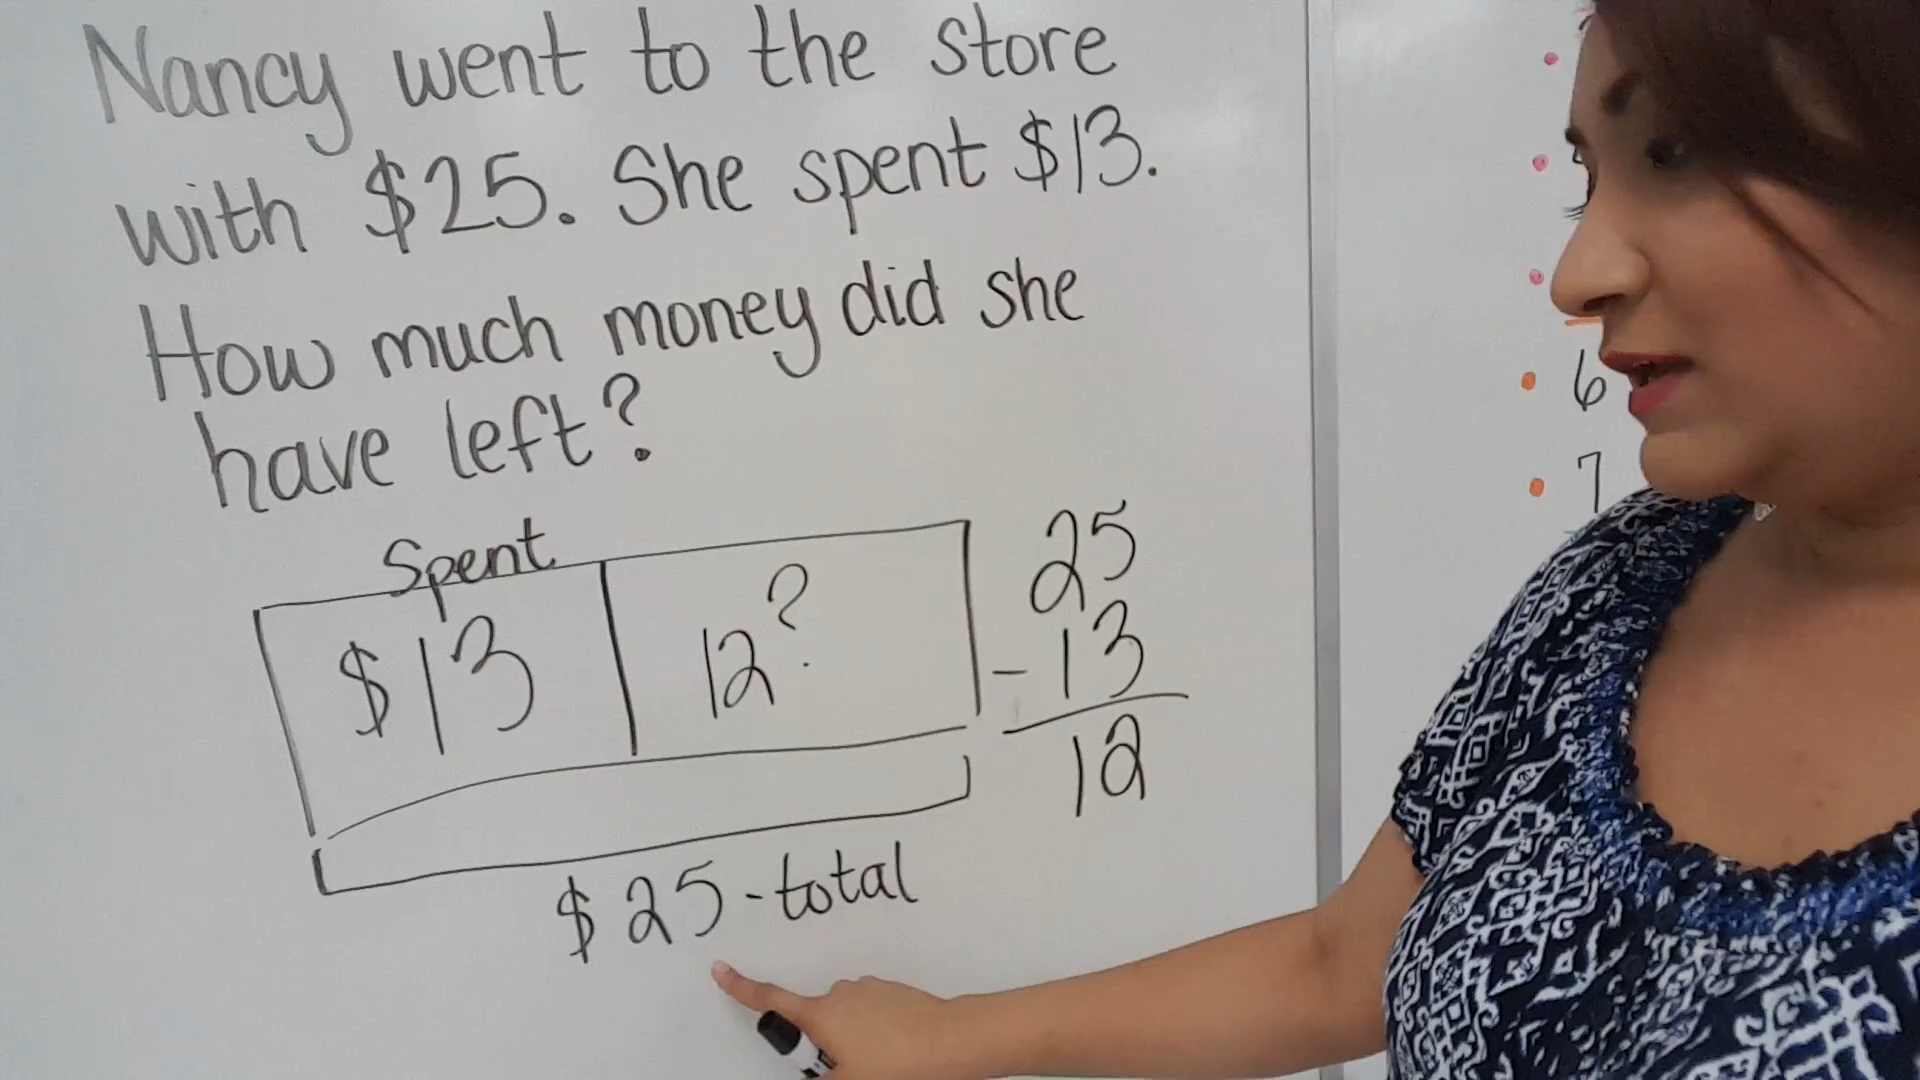 Nancy went to the store
with $25. She spent $13.
How much money did she
have left?
Spent
$13
12?
25
-13
12
$25-total
6
7